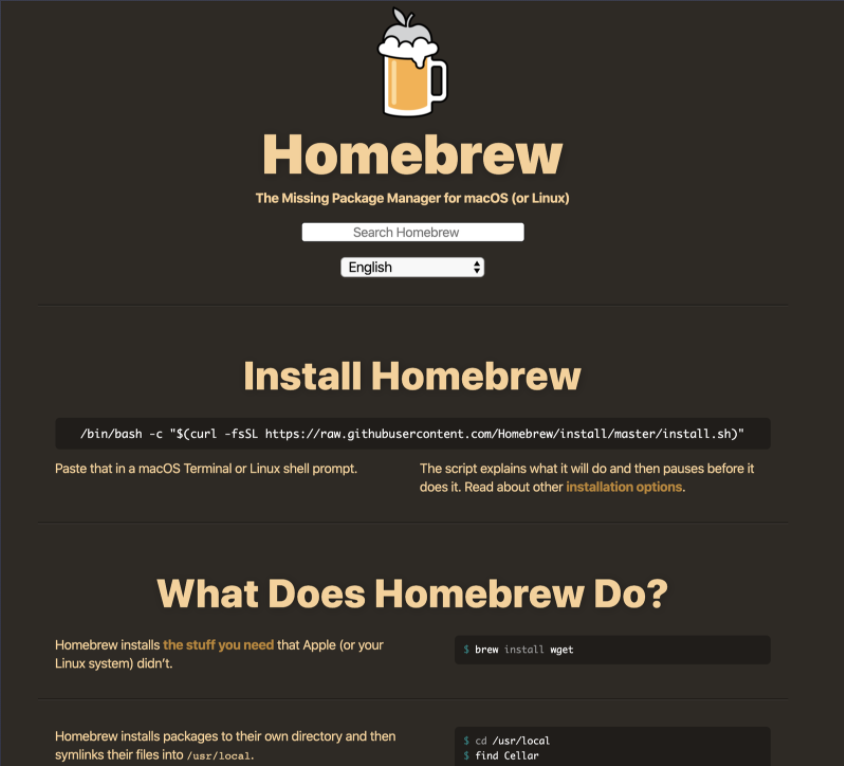 Homebrew
The Missing Package Manager for macOS (or Linux)
Search Homebrew
English
Install Homebrew
/bin/bash -c "$(curl -fsSL https://raw.githubusercontent.com/Homebrew/install/master/install.sh)"
Paste that in a macOS Terminal or Linux shell prompt.
The script explains what it will do and then pauses before it
does it. Read about other installation options.
What Does Homebrew Do?
Homebrew installs the stuff you need that Apple (or your
Linux system) didn’t.
$ brew install wget
Homebrew installs packages to their own directory and then
symlinks their files into /usr/local.
$ cd /usr/local
$ find Cellar